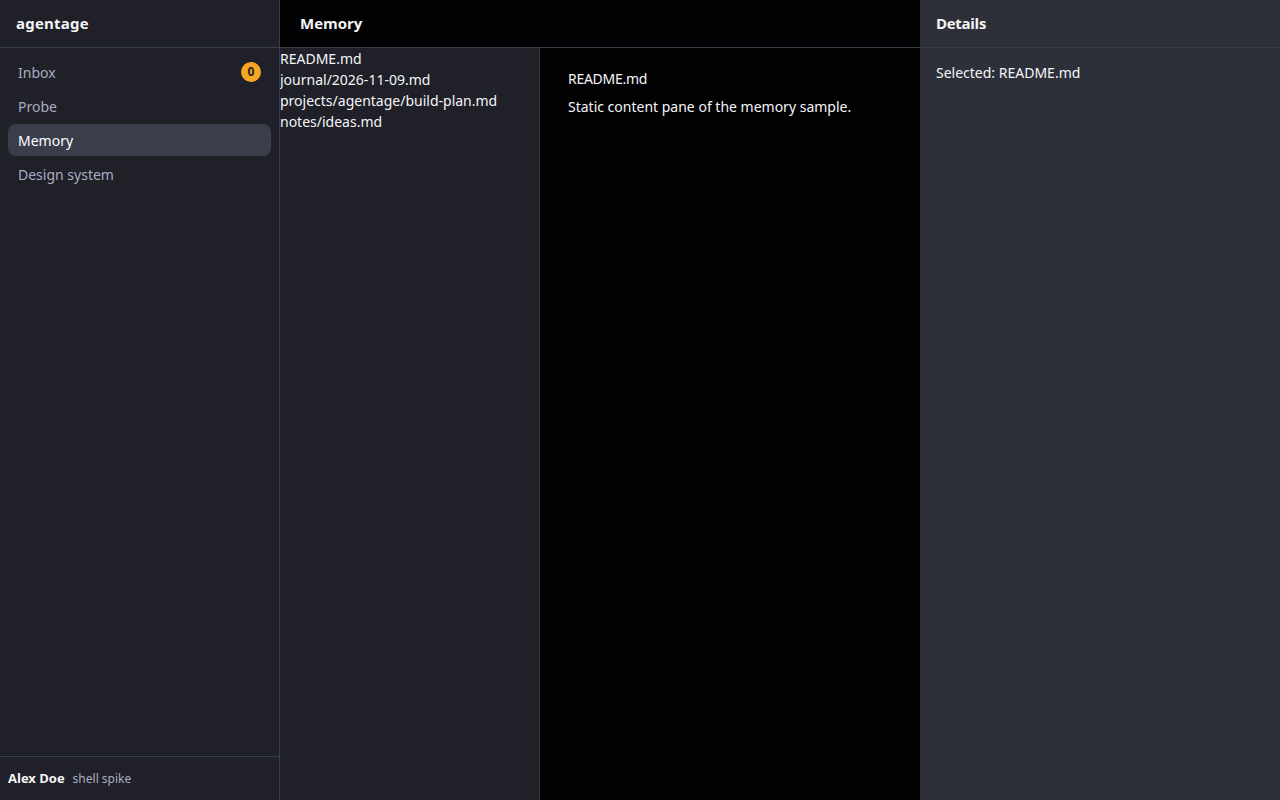 agentage
Inbox
0
Probe
Memory
Design system
Alex Doe shell spike
Memory
README.md
journal/2026-11-09.md
projects/agentage/build-plan.md
notes/ideas.md
README.md
Static content pane of the memory sample.
Details
Selected: README.md